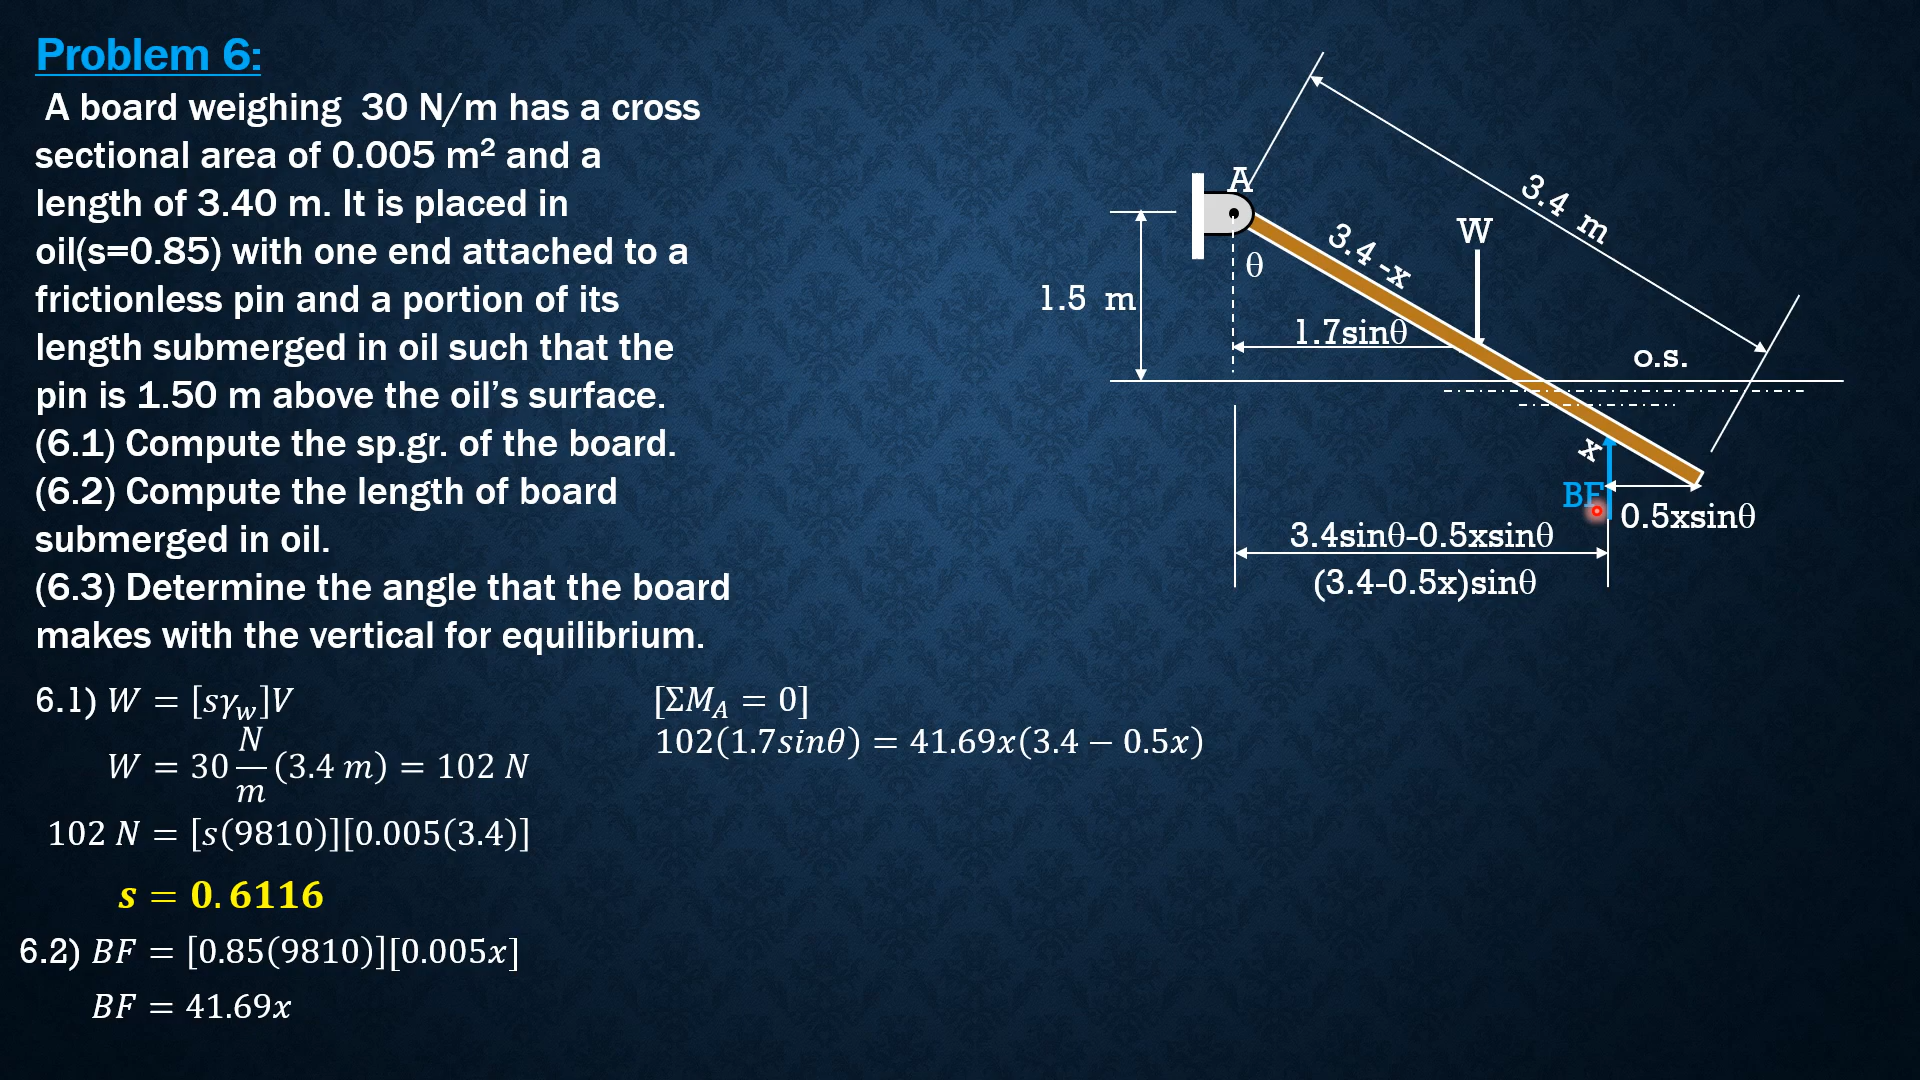 Problem 6:
A board weighing 30 N/m has a cross
sectional area of 0.005 m² and a
length of 3.40 m. It is placed in
oil(s=0.85) with one end attached to a
frictionless pin and a portion of its
length submerged in oil such that the
pin is 1.50 m above the oil’s surface.
(6.1) Compute the sp.gr. of the board.
(6.2) Compute the length of board
submerged in oil.
(6.3) Determine the angle that the board
makes with the vertical for equilibrium.
6.1) W = [sγ_w]V
W = 30 N/m (3.4 m) = 102 N
102 N = [s(9810)][0.005(3.4)]
s = 0.6116
6.2) BF = [0.85(9810)][0.005x]
BF = 41.69x
[ΣM_A = 0]
102(1.7sinθ) = 41.69x(3.4 − 0.5x)
A
3.4 m
W
3.4 -x
θ
1.5 m
1.7sinθ
o.s.
x
BF
0.5xsinθ
3.4sinθ-0.5xsinθ
(3.4-0.5x)sinθ